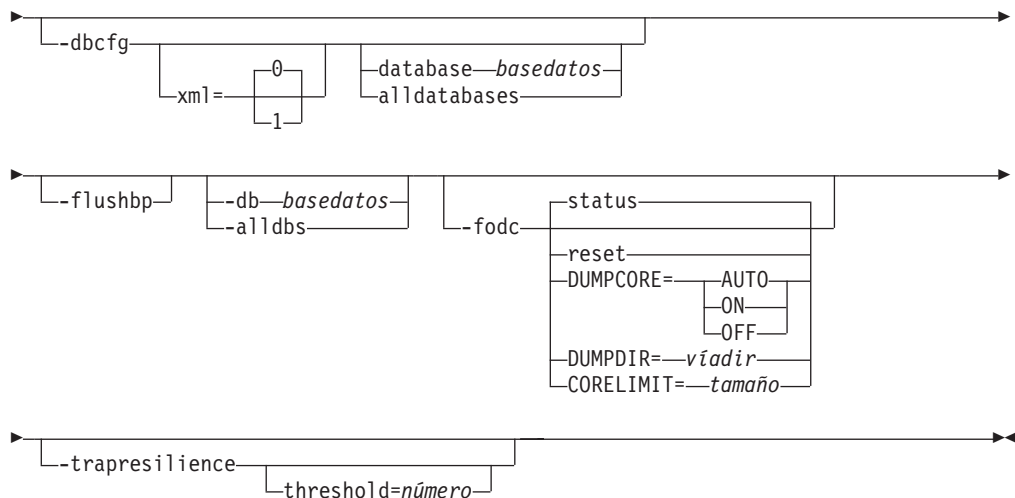 -dbcfg
xml=
0
1
database basedatos
alldatabases
-flushbp
-db basedatos
-alldbs
-fodc
status
reset
DUMPCORE=
AUTO
ON
OFF
DUMPDIR= víadir
CORELIMIT= tamaño
-trapresilience
threshold=número